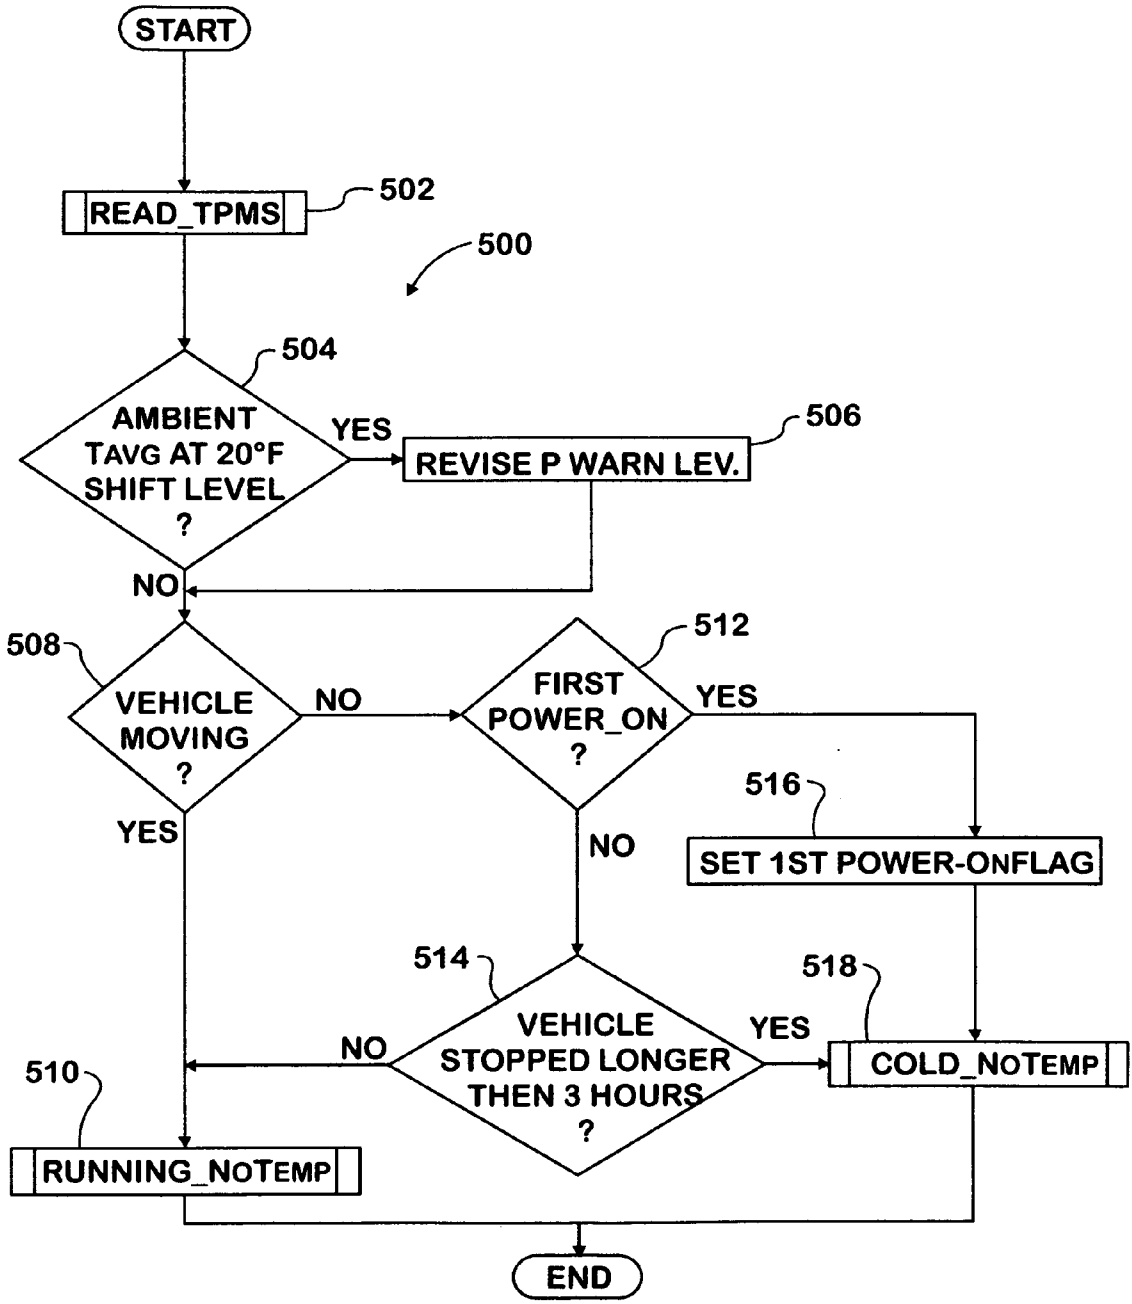 START
READ_TPMS
502
500
504
AMBIENT
TAVG AT 20°F
SHIFT LEVEL
?
YES
506
REVISE P WARN LEV.
NO
508
VEHICLE
MOVING
?
NO
512
FIRST
POWER_ON
?
YES
516
SET 1ST POWER-ONFLAG
YES
NO
514
VEHICLE
STOPPED LONGER
THEN 3 HOURS
?
YES
518
COLD_NOTEMP
NO
510
RUNNING_NOTEMP
END